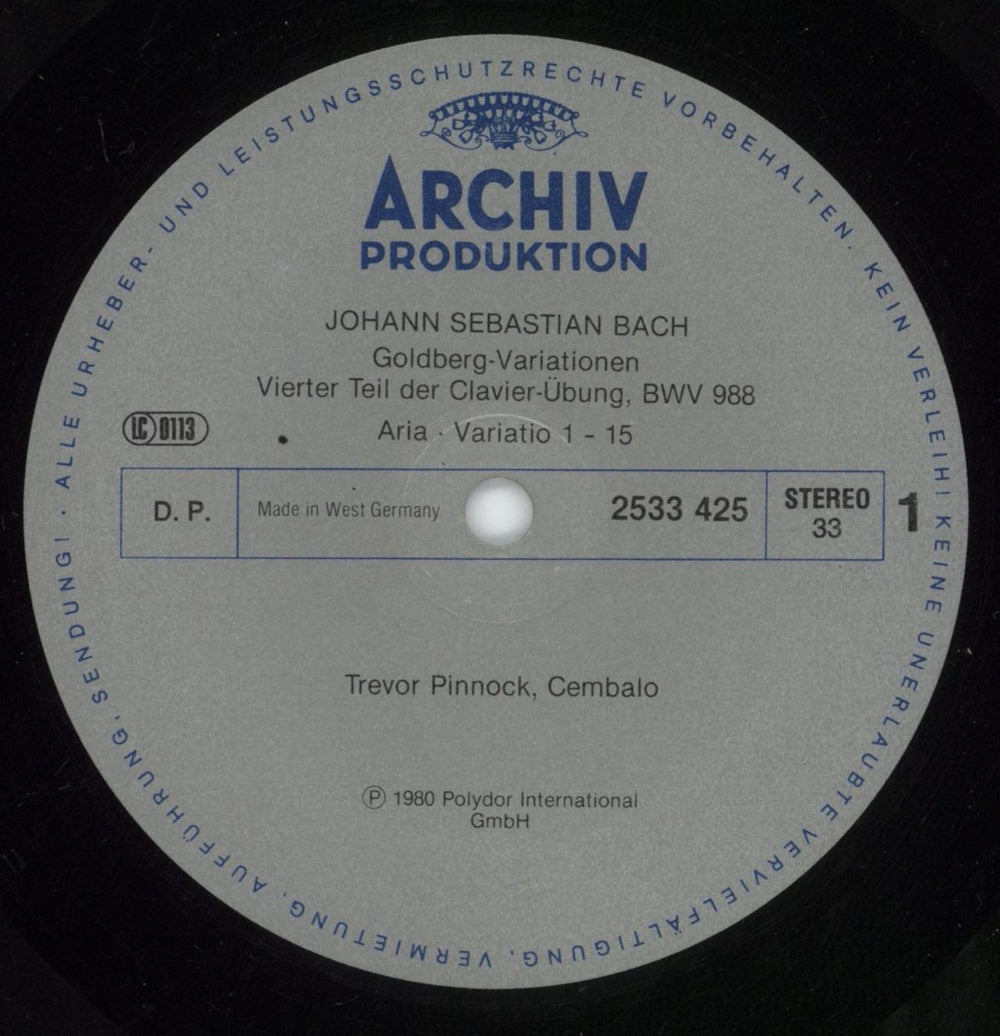 ALLE URHEBER- UND LEISTUNGSSCHUTZRECHTE VORBEHALTEN. KEIN VERLEIH! KEINE UNERLAUBTE VERVIELFÄLTIGUNG, VERMIETUNG, AUFFÜHRUNG, SENDUNG! ·
ARCHIV
PRODUKTION
JOHANN SEBASTIAN BACH
Goldberg-Variationen
Vierter Teil der Clavier-Übung, BWV 988
LC 0113
Aria · Variatio 1 - 15
D. P.
Made in West Germany
2533 425
STEREO
33
1
Trevor Pinnock, Cembalo
℗ 1980 Polydor International
GmbH